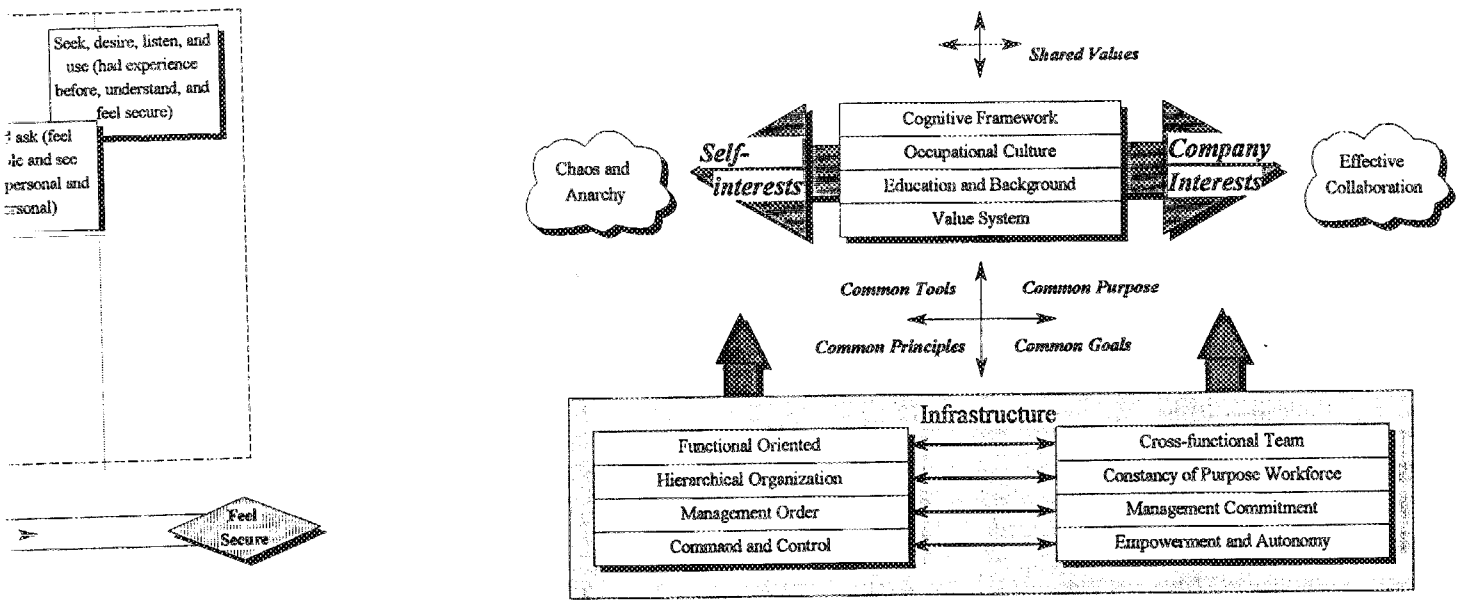 Seek, desire, listen, and
use (had experience
before, understand, and
feel secure)
ask (feel
and see
personal and
Feel
Secure
Shared Values
Chaos and
Anarchy
Self-
interests
Cognitive Framework
Occupational Culture
Education and Background
Value System
Company
Interests
Effective
Collaboration
Common Tools
Common Purpose
Common Principles
Common Goals
Infrastructure
Functional Oriented
Hierarchical Organization
Management Order
Command and Control
Cross-functional Team
Constancy of Purpose Workforce
Management Commitment
Empowerment and Autonomy